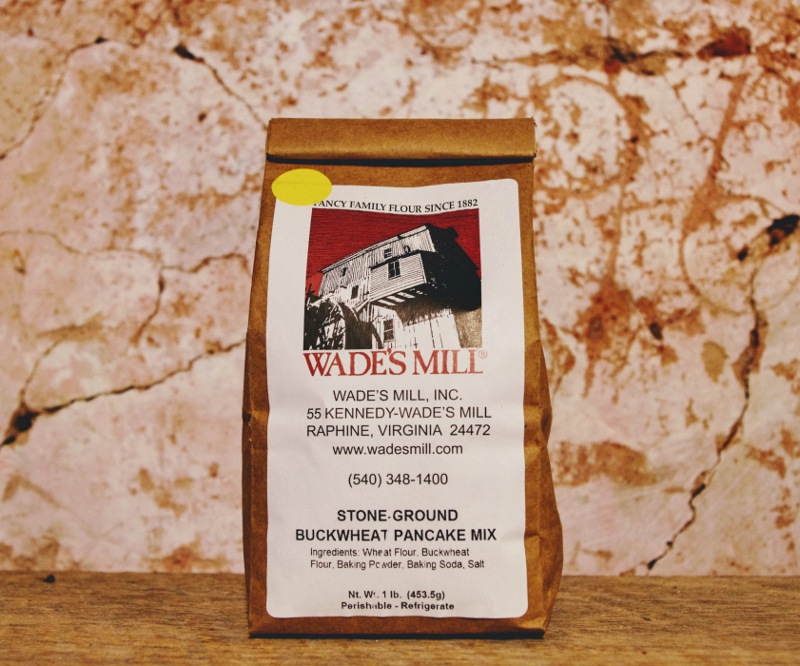 FANCY FAMILY FLOUR SINCE 1882
WADE'S MILL®
WADE'S MILL, INC.
55 KENNEDY-WADE'S MILL
RAPHINE, VIRGINIA 24472
www.wadesmill.com
(540) 348-1400
STONE-GROUND
BUCKWHEAT PANCAKE MIX
Ingredients: Wheat Flour, Buckwheat
Flour, Baking Powder, Baking Soda, Salt
Nt. Wt. 1 lb. (453.5g)
Perishable - Refrigerate